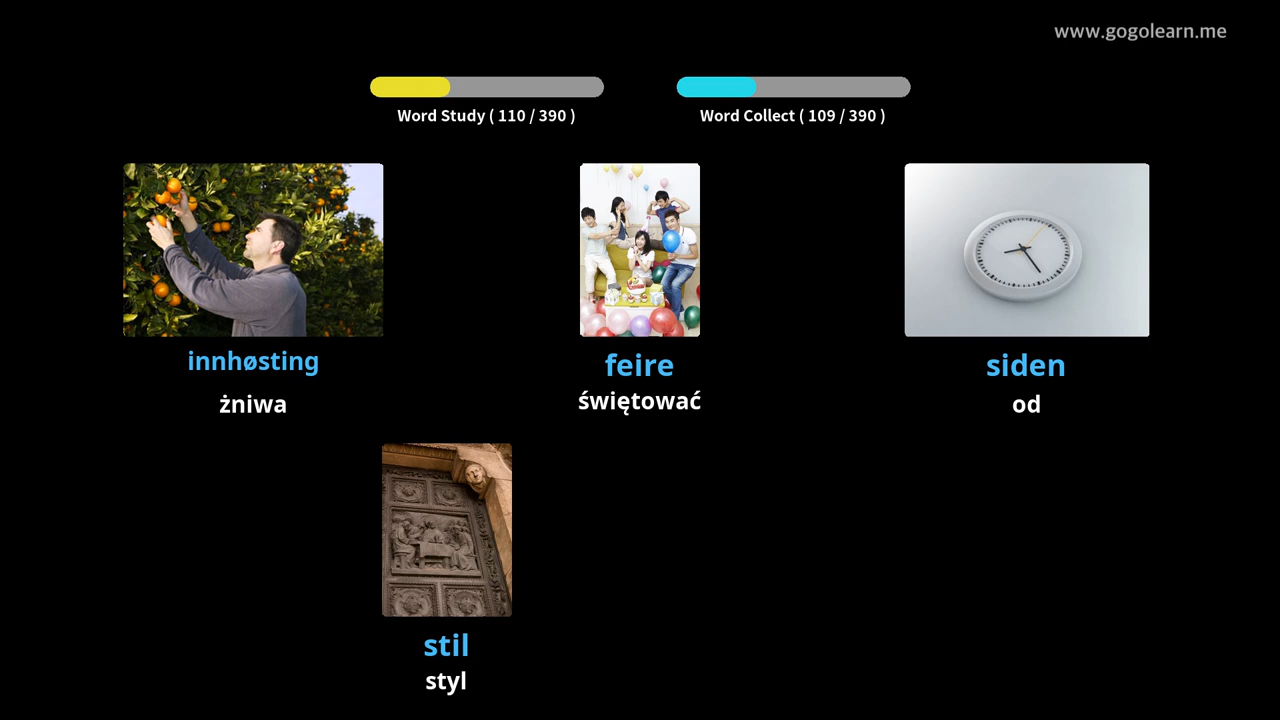 www.gogolearn.me
Word Study ( 110 / 390 )
Word Collect ( 109 / 390 )
innhøsting
żniwa
feire
świętować
siden
od
stil
styl